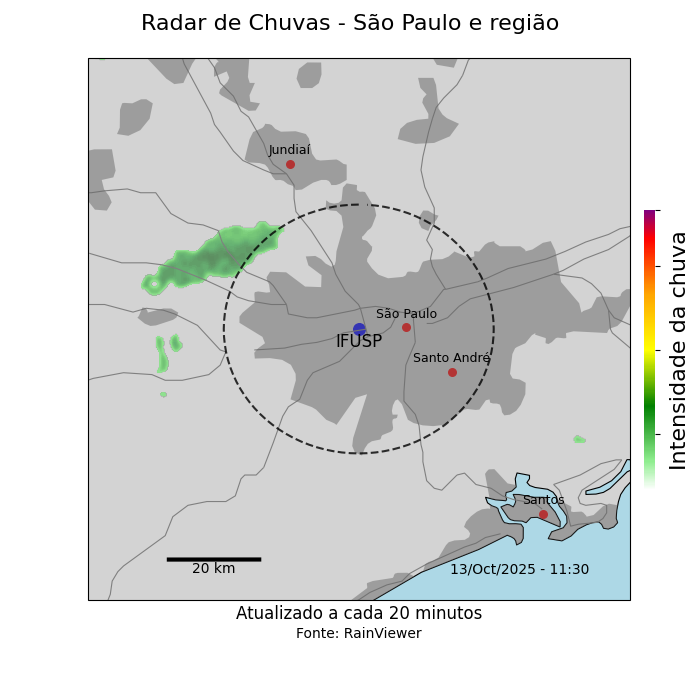 Radar de Chuvas - São Paulo e região
Jundiaí
São Paulo
IFUSP
Santo André
Intensidade da chuva
Santos
20 km
13/Oct/2025 - 11:30
Atualizado a cada 20 minutos
Fonte: RainViewer